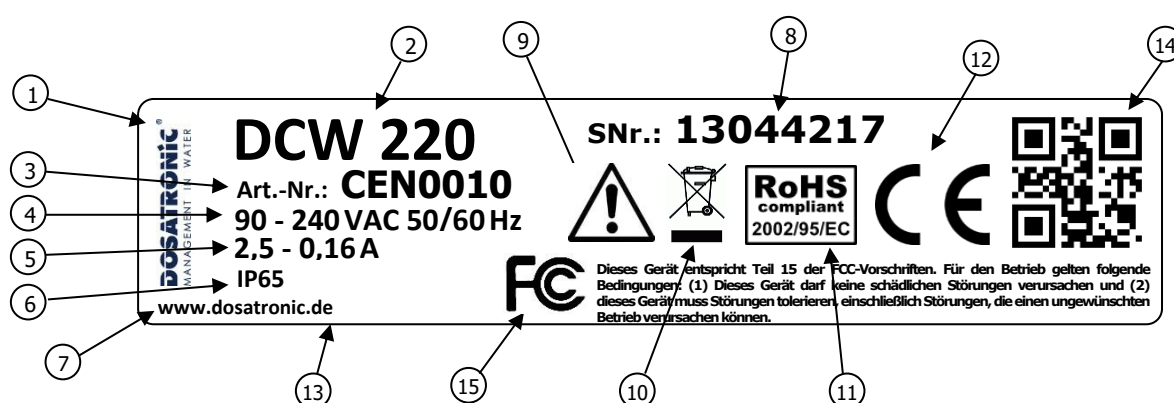 2
9
8
12
14
1
DOSATRONIC®
MANAGEMENT IN WATER
DCW 220
SNr.: 13044217
3
Art.-Nr.: CEN0010
4
90 - 240 VAC 50/60 Hz
5
2,5 - 0,16 A
6
IP65
7
www.dosatronic.de
RoHS
compliant
2002/95/EC
CE
FC
Dieses Gerät entspricht Teil 15 der FCC-Vorschriften. Für den Betrieb gelten folgende
Bedingungen: (1) Dieses Gerät darf keine schädlichen Störungen verursachen und (2)
dieses Gerät muss Störungen tolerieren, einschließlich Störungen, die einen ungewünschten
Betrieb verursachen können.
13
15
10
11